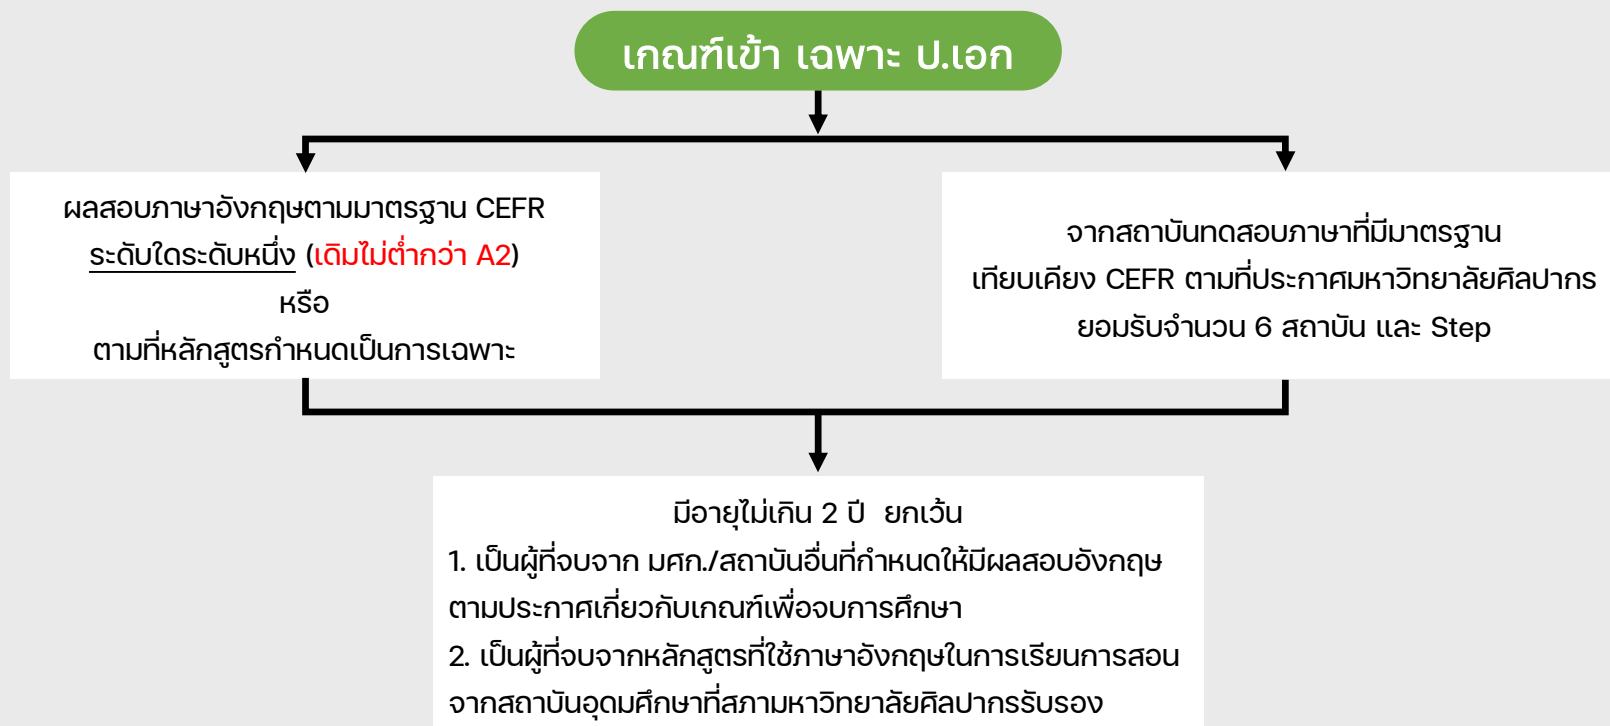 เกณฑ์เข้า เฉพาะ ป.เอก
ผลสอบภาษาอังกฤษตามมาตรฐาน CEFR
ระดับใดระดับหนึ่ง (เดิมไม่ต่ำกว่า A2)
หรือ
ตามที่หลักสูตรกำหนดเป็นการเฉพาะ
จากสถาบันทดสอบภาษาที่มีมาตรฐาน
เทียบเคียง CEFR ตามที่ประกาศมหาวิทยาลัยศิลปากร
ยอมรับจำนวน 6 สถาบัน และ Step
มีอายุไม่เกิน 2 ปี  ยกเว้น
1. เป็นผู้ที่จบจาก มศก./สถาบันอื่นที่กำหนดให้มีผลสอบอังกฤษ
ตามประกาศเกี่ยวกับเกณฑ์เพื่อจบการศึกษา
2. เป็นผู้ที่จบจากหลักสูตรที่ใช้ภาษาอังกฤษในการเรียนการสอน
จากสถาบันอุดมศึกษาที่สภามหาวิทยาลัยศิลปากรรับรอง